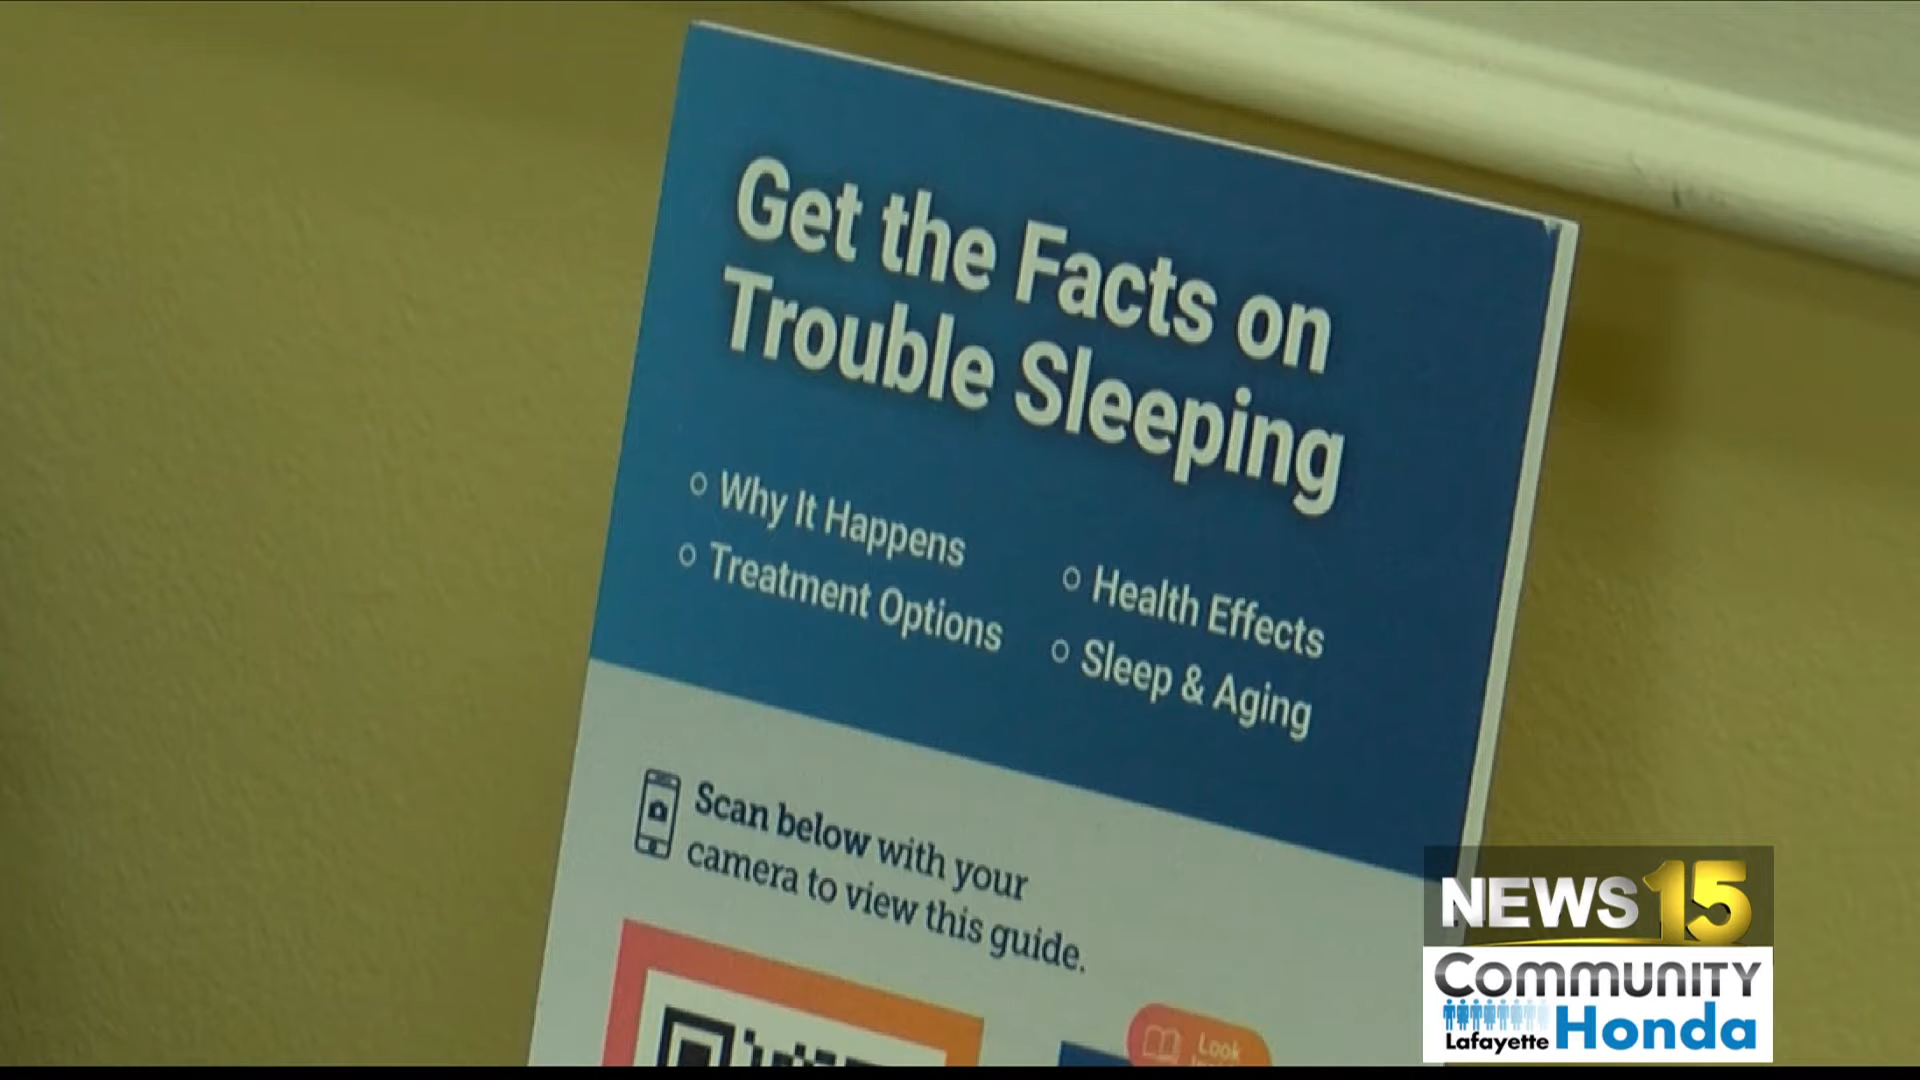 Get the Facts on
Trouble Sleeping
○ Why It Happens
○ Treatment Options
○ Health Effects
○ Sleep & Aging
Scan below with your
camera to view this guide.
Look
NEWS 15
Community
Lafayette Honda